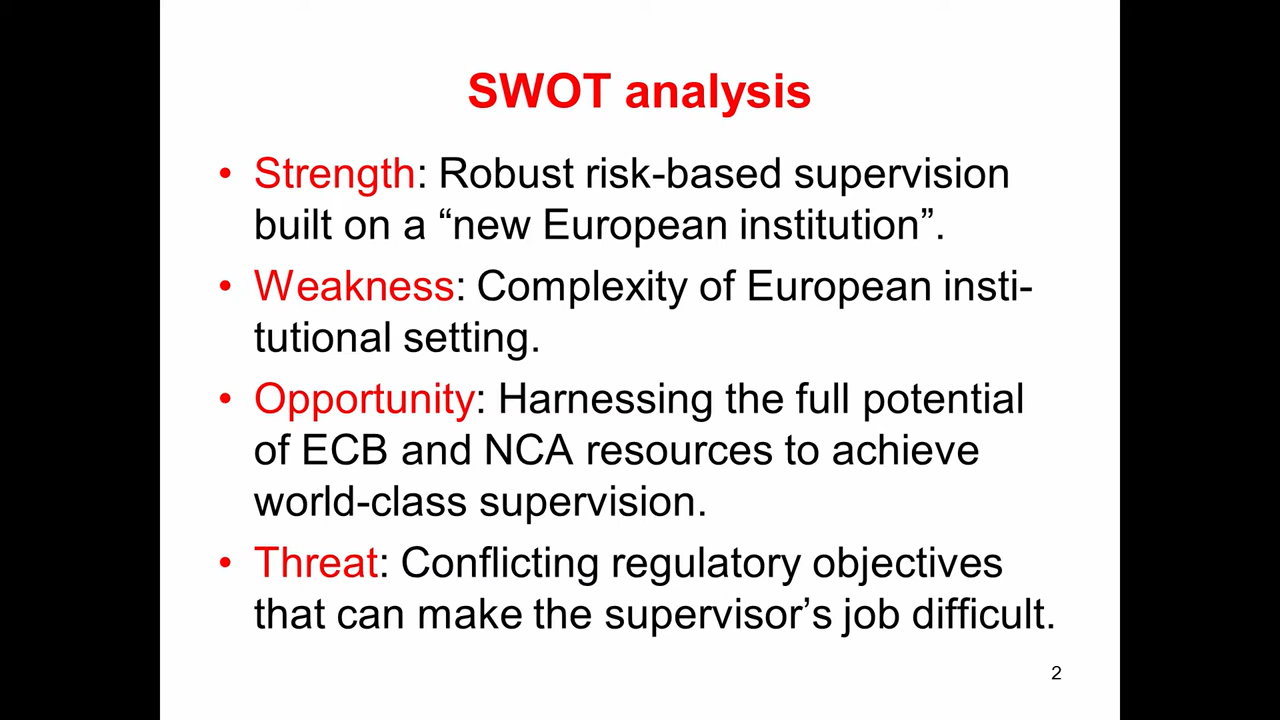 SWOT analysis
• Strength: Robust risk-based supervision
built on a “new European institution”.
• Weakness: Complexity of European insti-
tutional setting.
• Opportunity: Harnessing the full potential
of ECB and NCA resources to achieve
world-class supervision.
• Threat: Conflicting regulatory objectives
that can make the supervisor’s job difficult.
2